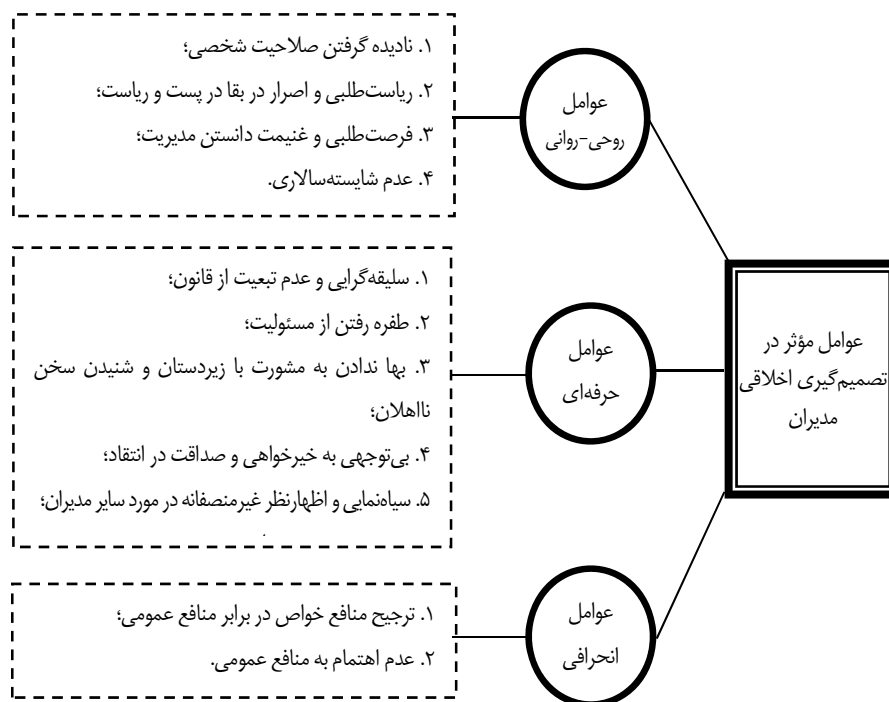 عوامل مؤثر در
تصمیم‌گیری اخلاقی
مدیران
عوامل
روحی-روانی
۱. نادیده گرفتن صلاحیت شخصی؛
۲. ریاست‌طلبی و اصرار در بقا در پست و ریاست؛
۳. فرصت‌طلبی و غنیمت دانستن مدیریت؛
۴. عدم شایسته‌سالاری.
عوامل
حرفه‌ای
۱. سلیقه‌گرایی و عدم تبعیت از قانون؛
۲. طفره رفتن از مسئولیت؛
۳. بها ندادن به مشورت با زیردستان و شنیدن سخن
نااهلان؛
۴. بی‌توجهی به خیرخواهی و صداقت در انتقاد؛
۵. سیاه‌نمایی و اظهارنظر غیرمنصفانه در مورد سایر مدیران؛
.
عوامل
انحرافی
۱. ترجیح منافع خواص در برابر منافع عمومی؛
۲. عدم اهتمام به منافع عمومی.